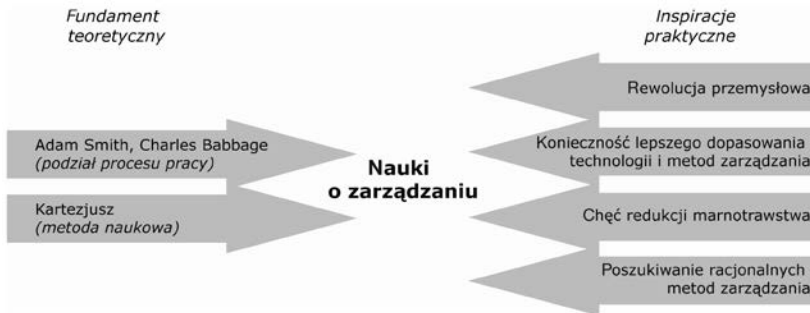 Fundament
teoretyczny
Inspiracje
praktyczne
Adam Smith, Charles Babbage
(podział procesu pracy)
Kartezjusz
(metoda naukowa)
Nauki
o zarządzaniu
Rewolucja przemysłowa
Konieczność lepszego dopasowania
technologii i metod zarządzania
Chęć redukcji marnotrawstwa
Poszukiwanie racjonalnych
metod zarządzania